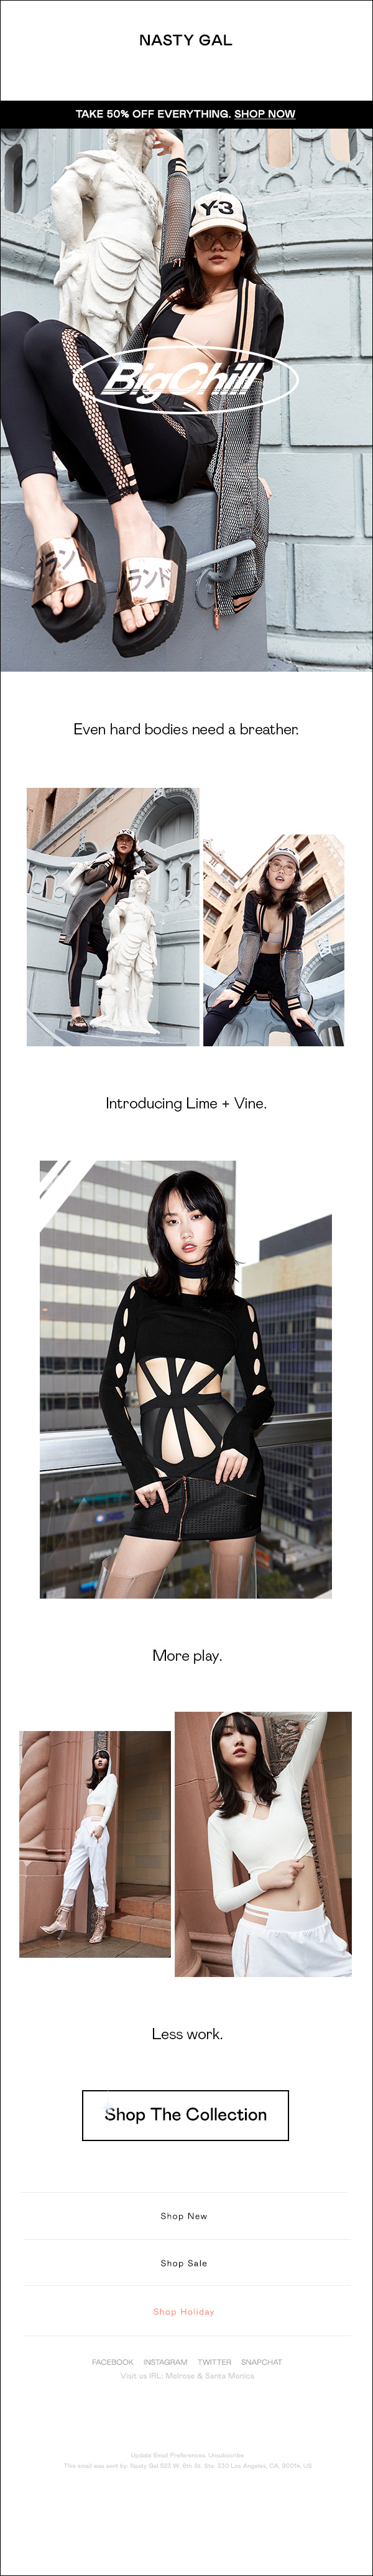 NASTY GAL
TAKE 50% OFF EVERYTHING. SHOP NOW
Y-3
BigChill
ブランド
ランド
Even hard bodies need a breather.
Introducing Lime + Vine.
More play.
Less work.
Shop The Collection
Shop New
Shop Sale
Shop Holiday
FACEBOOK INSTAGRAM TWITTER SNAPCHAT
Visit us IRL: Melrose & Santa Monica
Update Email Preferences. Unsubscribe
This email was sent by: Nasty Gal 523 W. 6th St. Ste. 330 Los Angeles, CA, 90014, US